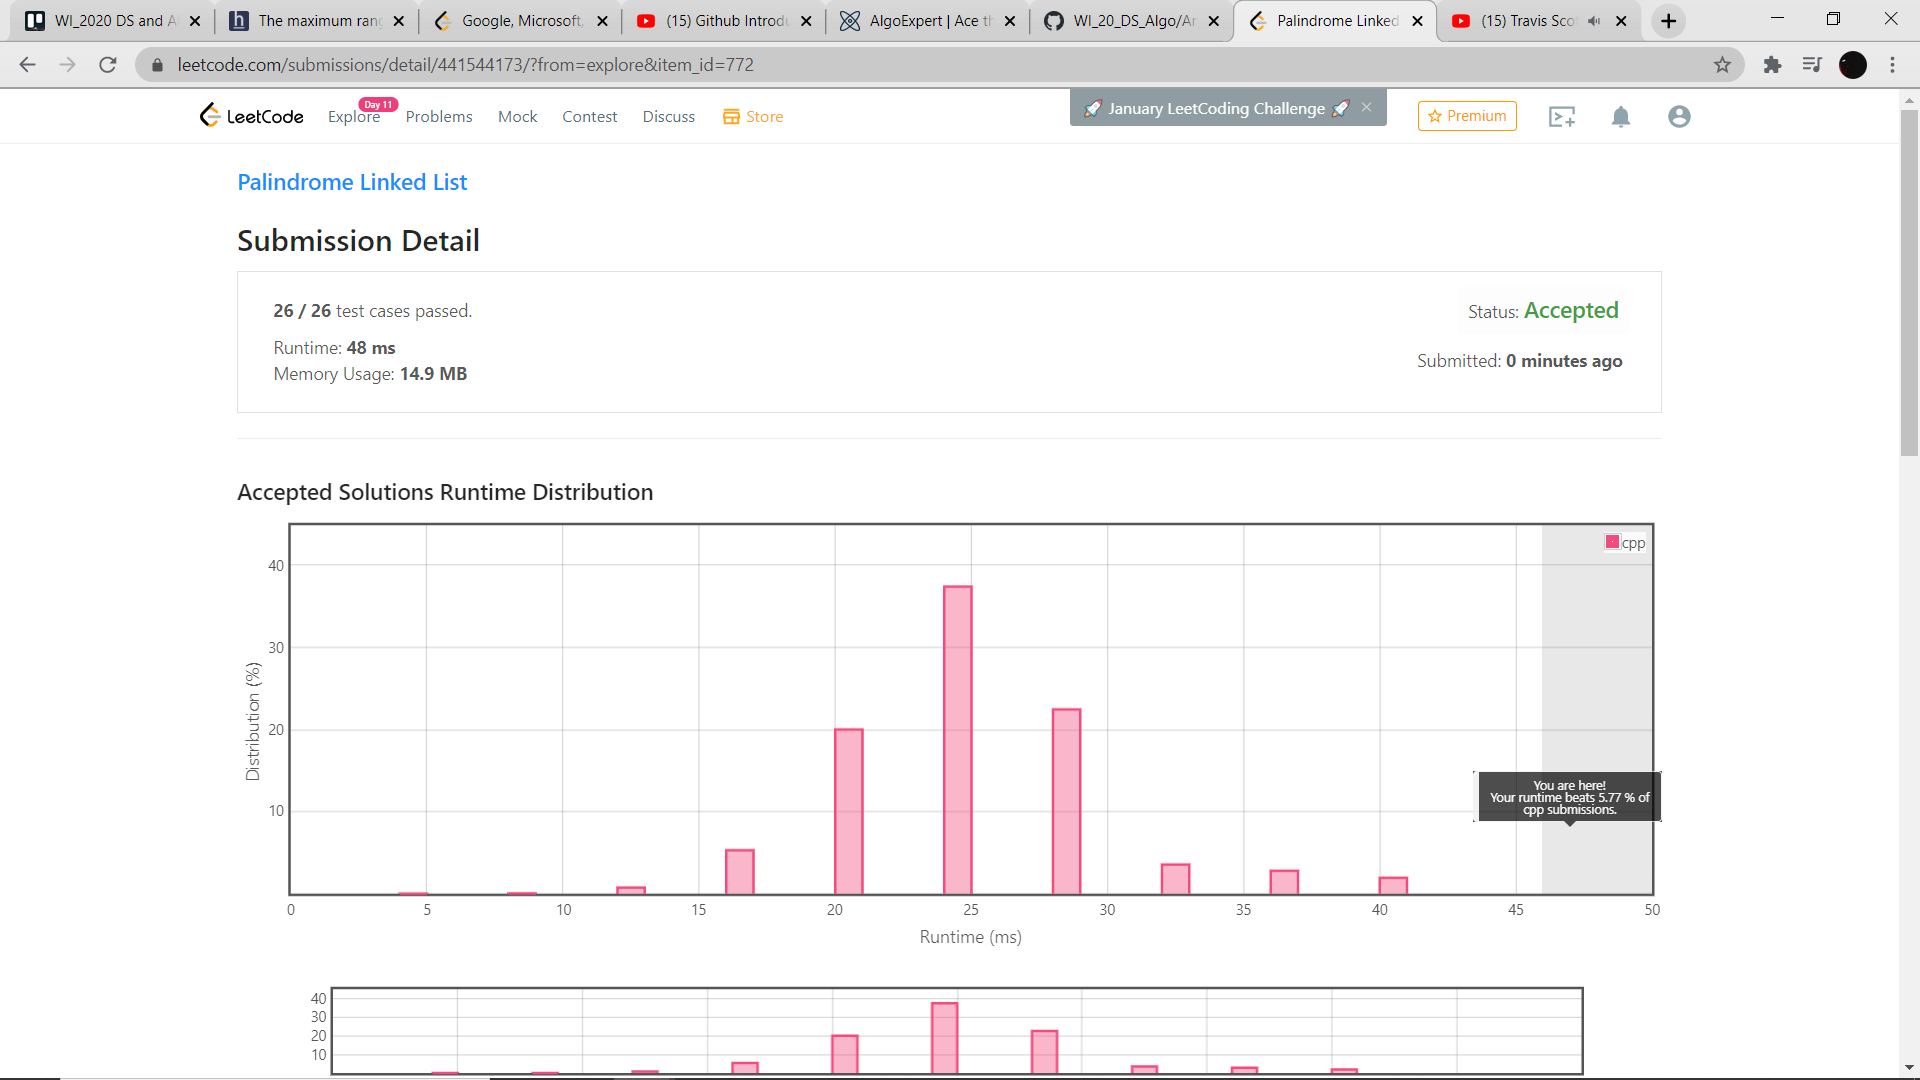 WI_2020 DS and A
The maximum ran
Google, Microsoft,
(15) Github Introdu
AlgoExpert | Ace th
WI_20_DS_Algo/Ar
Palindrome Linked
(15) Travis Sco
leetcode.com/submissions/detail/441544173/?from=explore&item_id=772
LeetCode
Explore
Day 11
Problems
Mock
Contest
Discuss
Store
January LeetCoding Challenge
Premium
Palindrome Linked List
Submission Detail
26 / 26 test cases passed.
Status: Accepted
Runtime: 48 ms
Submitted: 0 minutes ago
Memory Usage: 14.9 MB
Accepted Solutions Runtime Distribution
cpp
40
30
20
10
Distribution (%)
You are here!
Your runtime beats 5.77 % of
cpp submissions.
0 5 10 15 20 25 30 35 40 45 50
Runtime (ms)
40
30
20
10